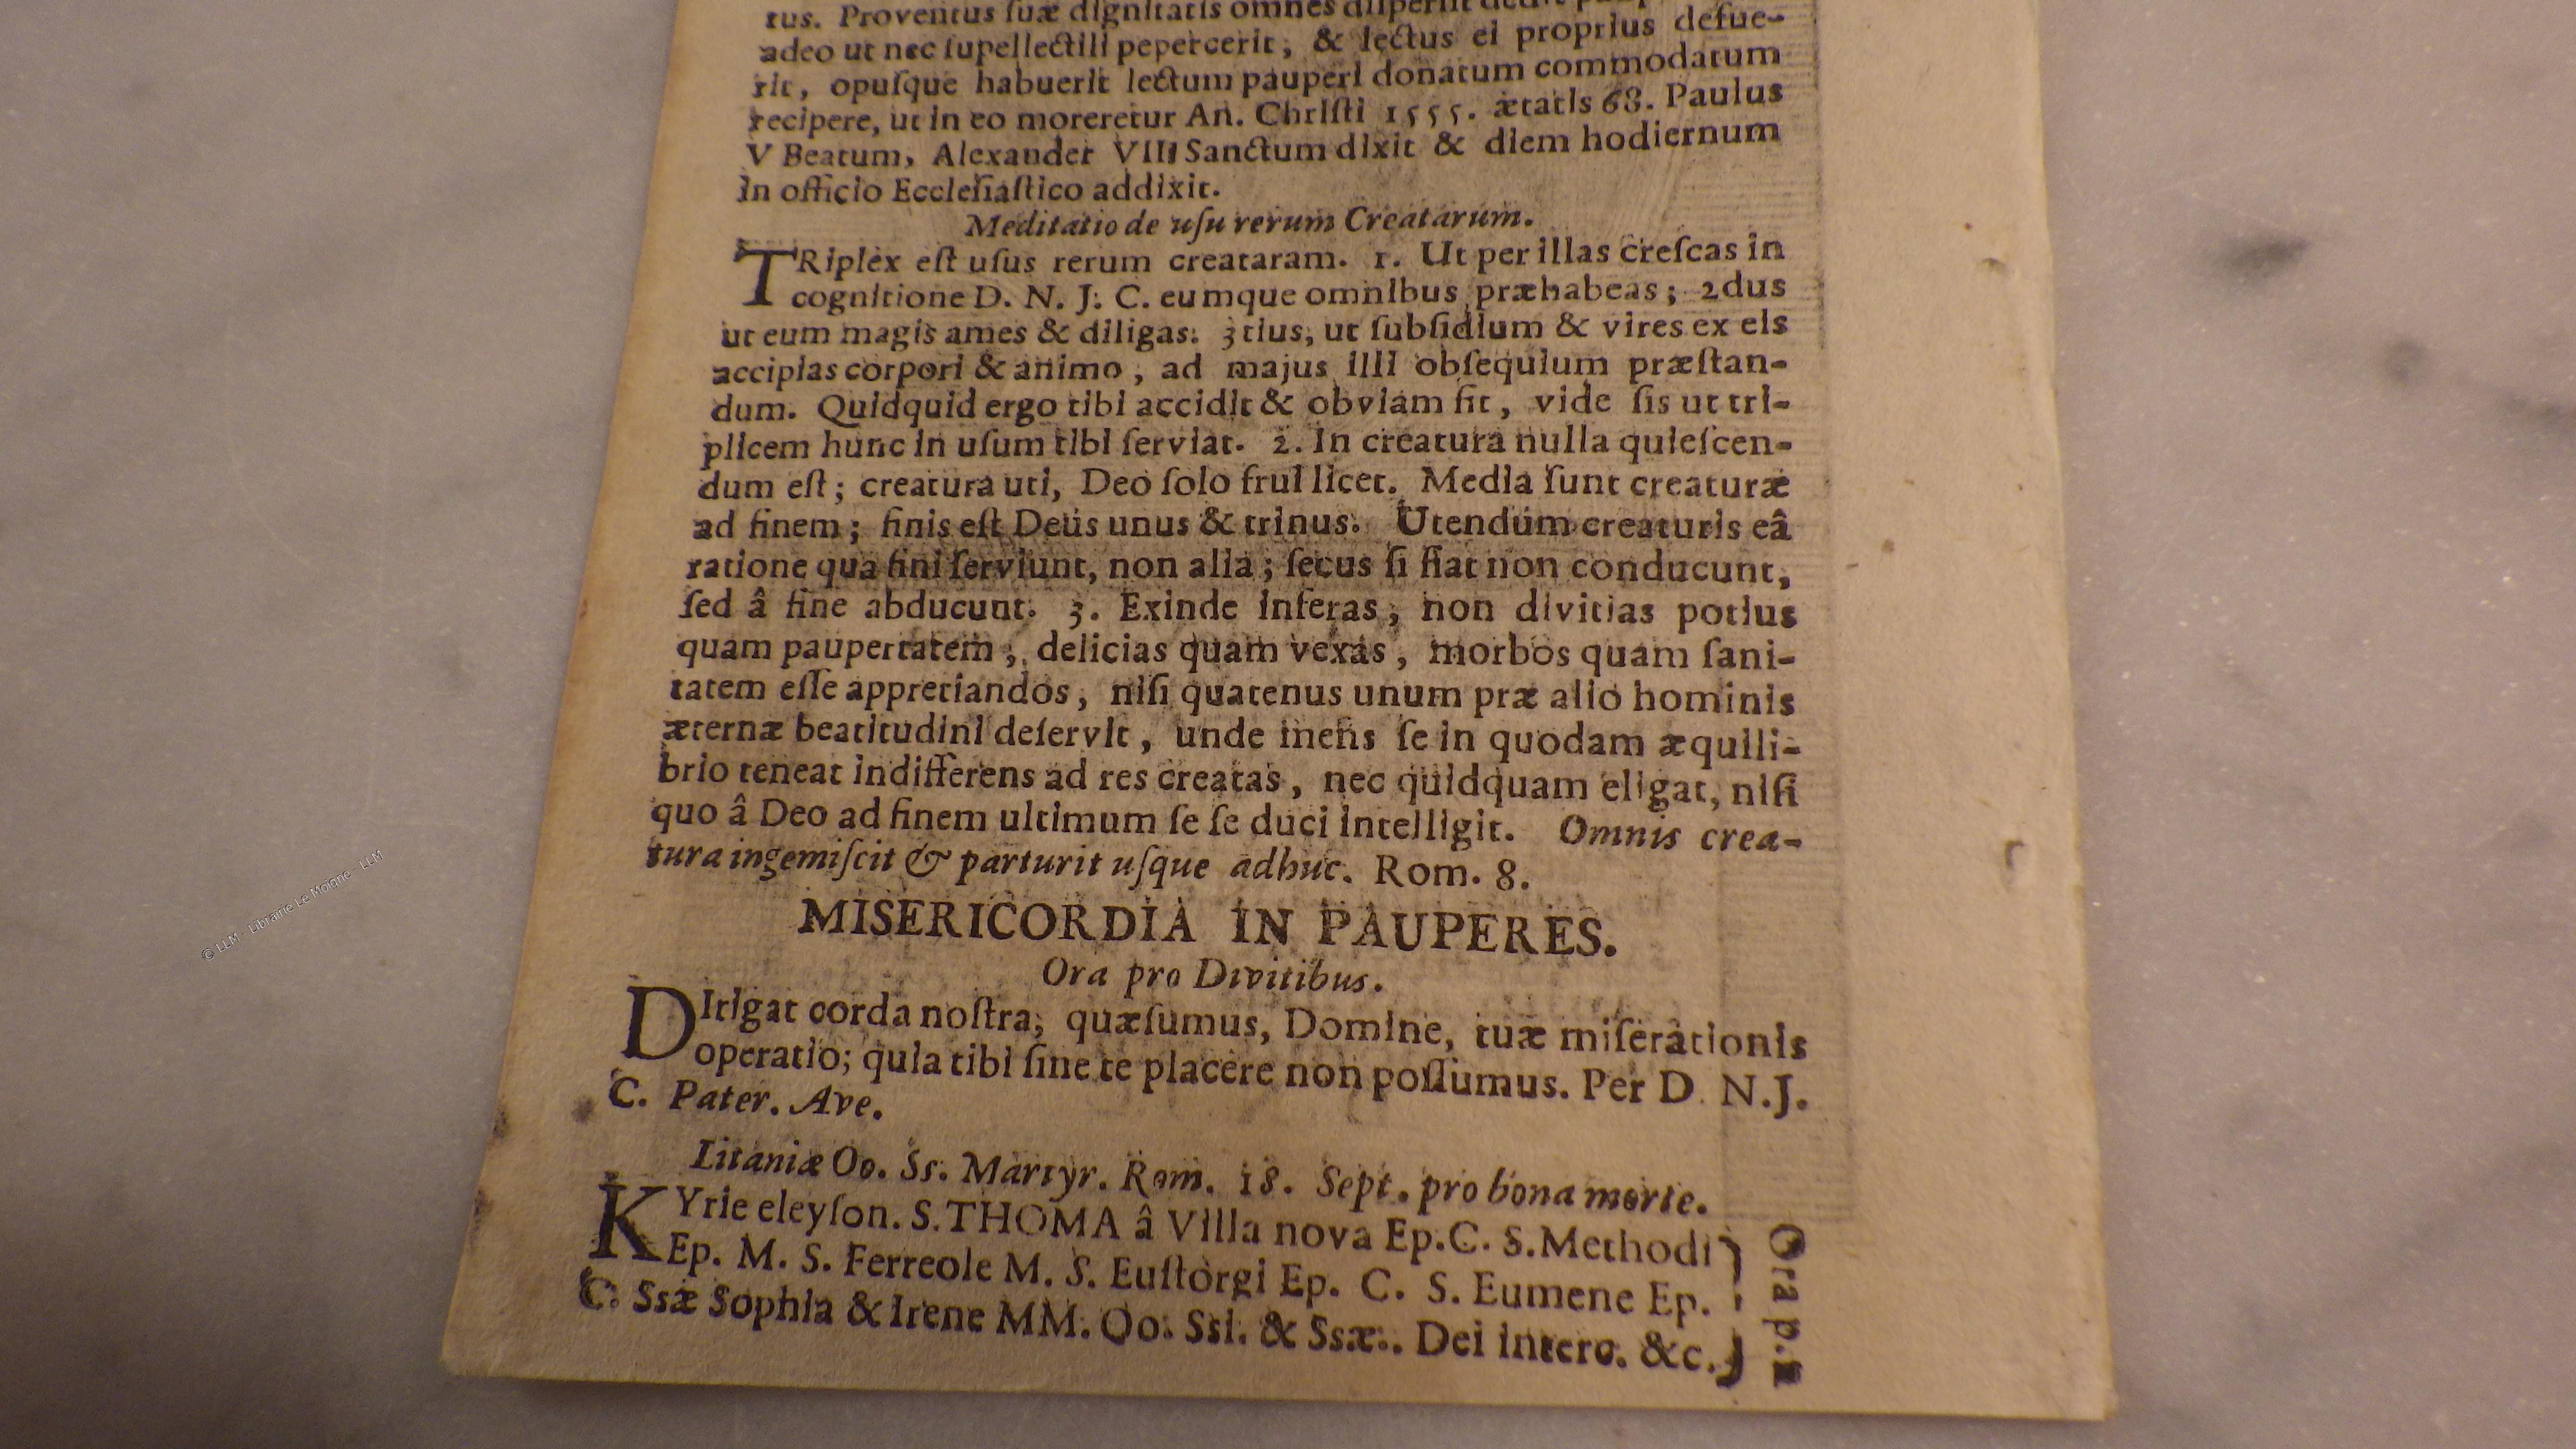 tus. Proventus ſuæ dignitatis omnes
adeo ut nec ſupellectili pepercerit, & lectus ei proprius defue-
rit, opuſque habuerit lectum pauperi donatum commodatum
recipere, ut in eo moreretur An. Chriſti 1555. ætatis 68. Paulus
V Beatum, Alexander VIII Sanctum dixit & diem hodiernum
in officio Eccleſiaſtico addixit.
Meditatio de uſu rerum Creatarum.
TRiplex eſt uſus rerum creataram. 1. Ut per illas creſcas in
cognitione D. N. J. C. eumque omnibus præhabeas; 2dus
ut eum magis ames & diligas. 3tius, ut ſubſidium & vires ex eis
accipias corpori & animo, ad majus illi obſequium præſtan-
dum. Quidquid ergo tibi accidit & obviam fit, vide ſis ut tri-
plicem hunc in uſum tibi ſerviat. 2. In creatura nulla quieſcen-
dum eſt; creatura uti, Deo ſolo frui licet. Media ſunt creaturæ
ad finem; finis eſt Deus unus & trinus. Utendum creaturis eâ
ratione qua fini ſerviunt, non alia; ſecus ſi fiat non conducunt,
ſed â fine abducunt. 3. Exinde inferas, non divitias potius
quam paupertatem; delicias quam vexas, morbos quam ſani-
tatem eſſe appretiandos, niſi quatenus unum præ alio hominis
æternæ beatitudini deſervit, unde mens ſe in quodam æquili-
brio teneat indifferens ad res creatas, nec quidquam eligat, niſi
quo â Deo ad finem ultimum ſe ſe duci intelligit. Omnis crea-
tura ingemiſcit & parturit uſque adhuc. Rom. 8.
MISERICORDIA IN PAUPERES.
Ora pro Divitibus.
DIrigat corda noſtra, quæſumus, Domine, tuæ miſerationis
operatio; quia tibi ſine te placere non poſſumus. Per D. N.J.
C. Pater. Ave.
Litaniæ Oo. Ss. Martyr. Rom. 18. Sept. pro bona morte.
KYrie eleyſon. S.THOMA â Villa nova Ep.C. S.Methodi
Ep. M. S. Ferreole M. S. Euſtorgi Ep. C. S. Eumene Ep.
C. Ssæ Sophia & Irene MM. Oo. Ssi. & Ssæ. Dei interc. &c.
Ora p.n
© LLM - Librairie Le Moigne - LLM